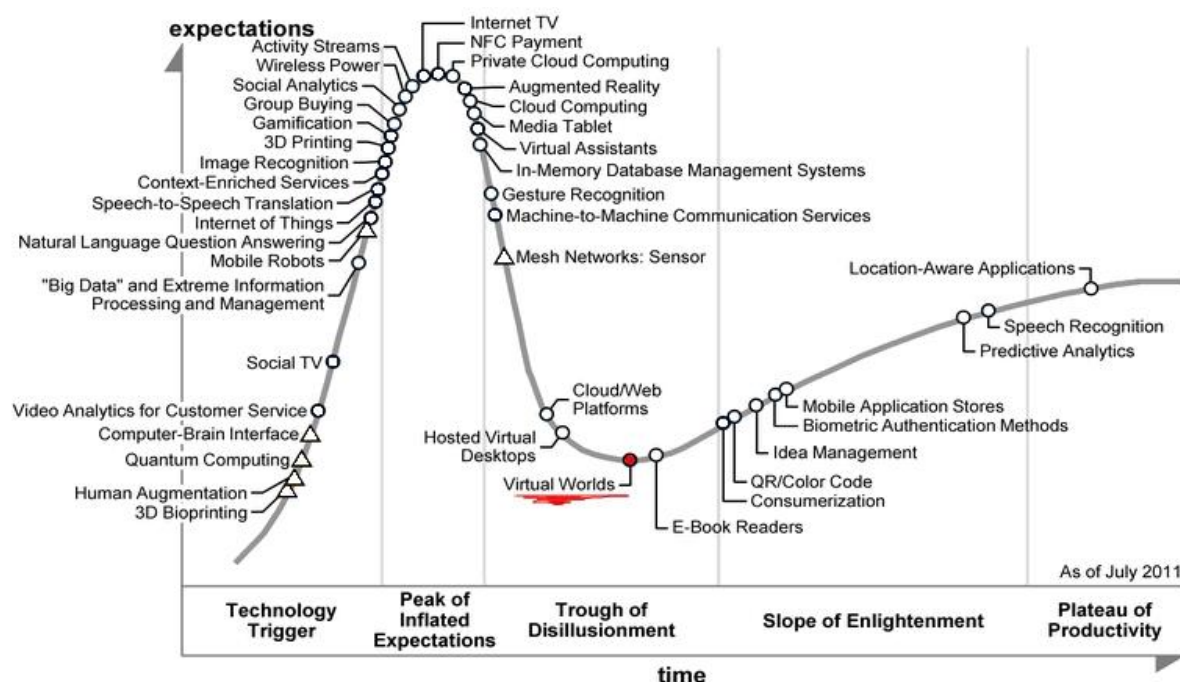 expectations
Internet TV
NFC Payment
Activity Streams
Private Cloud Computing
Wireless Power
Augmented Reality
Social Analytics
Cloud Computing
Group Buying
Media Tablet
Gamification
Virtual Assistants
3D Printing
Image Recognition
In-Memory Database Management Systems
Context-Enriched Services
Gesture Recognition
Speech-to-Speech Translation
Machine-to-Machine Communication Services
Internet of Things
Natural Language Question Answering
Mobile Robots
Mesh Networks: Sensor
Location-Aware Applications
"Big Data" and Extreme Information
Processing and Management
Speech Recognition
Predictive Analytics
Social TV
Cloud/Web
Platforms
Mobile Application Stores
Video Analytics for Customer Service
Biometric Authentication Methods
Computer-Brain Interface
Hosted Virtual
Desktops
Idea Management
Quantum Computing
Virtual Worlds
QR/Color Code
Human Augmentation
Consumerization
3D Bioprinting
E-Book Readers
As of July 2011
Technology
Trigger
Peak of
Inflated
Expectations
Trough of
Disillusionment
Slope of Enlightenment
Plateau of
Productivity
time